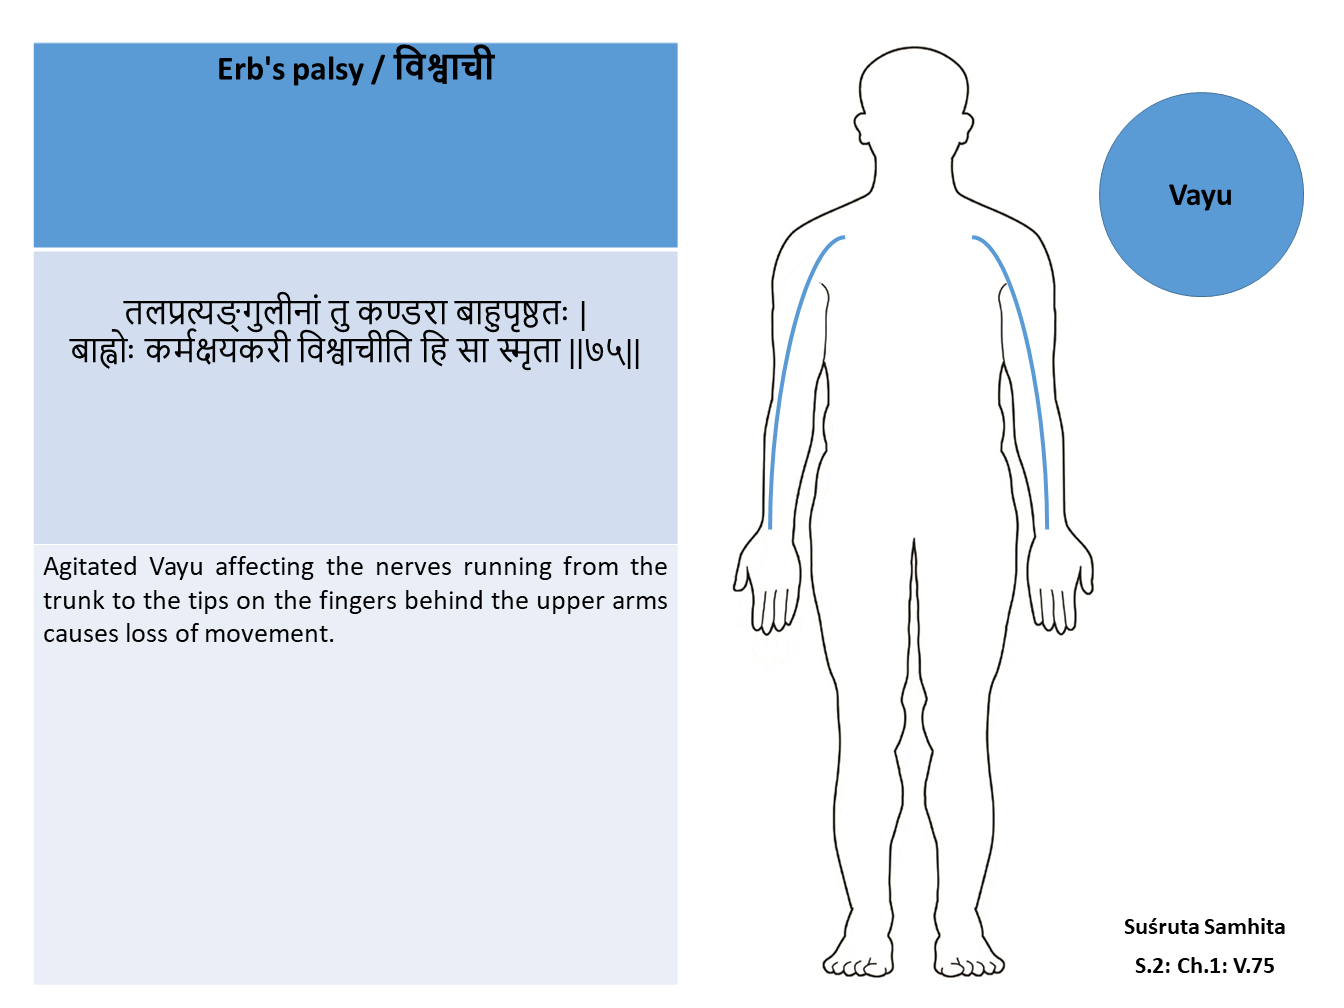 Erb's palsy / विश्वाची
तलप्रत्यङ्गुलीनां तु कण्डरा बाहुपृष्ठतः |
बाह्वोः कर्मक्षयकरी विश्वाचीति हि सा स्मृता ||७५||
Agitated Vayu affecting the nerves running from the
trunk to the tips on the fingers behind the upper arms
causes loss of movement.
Vayu
Suśruta Samhita
S.2: Ch.1: V.75